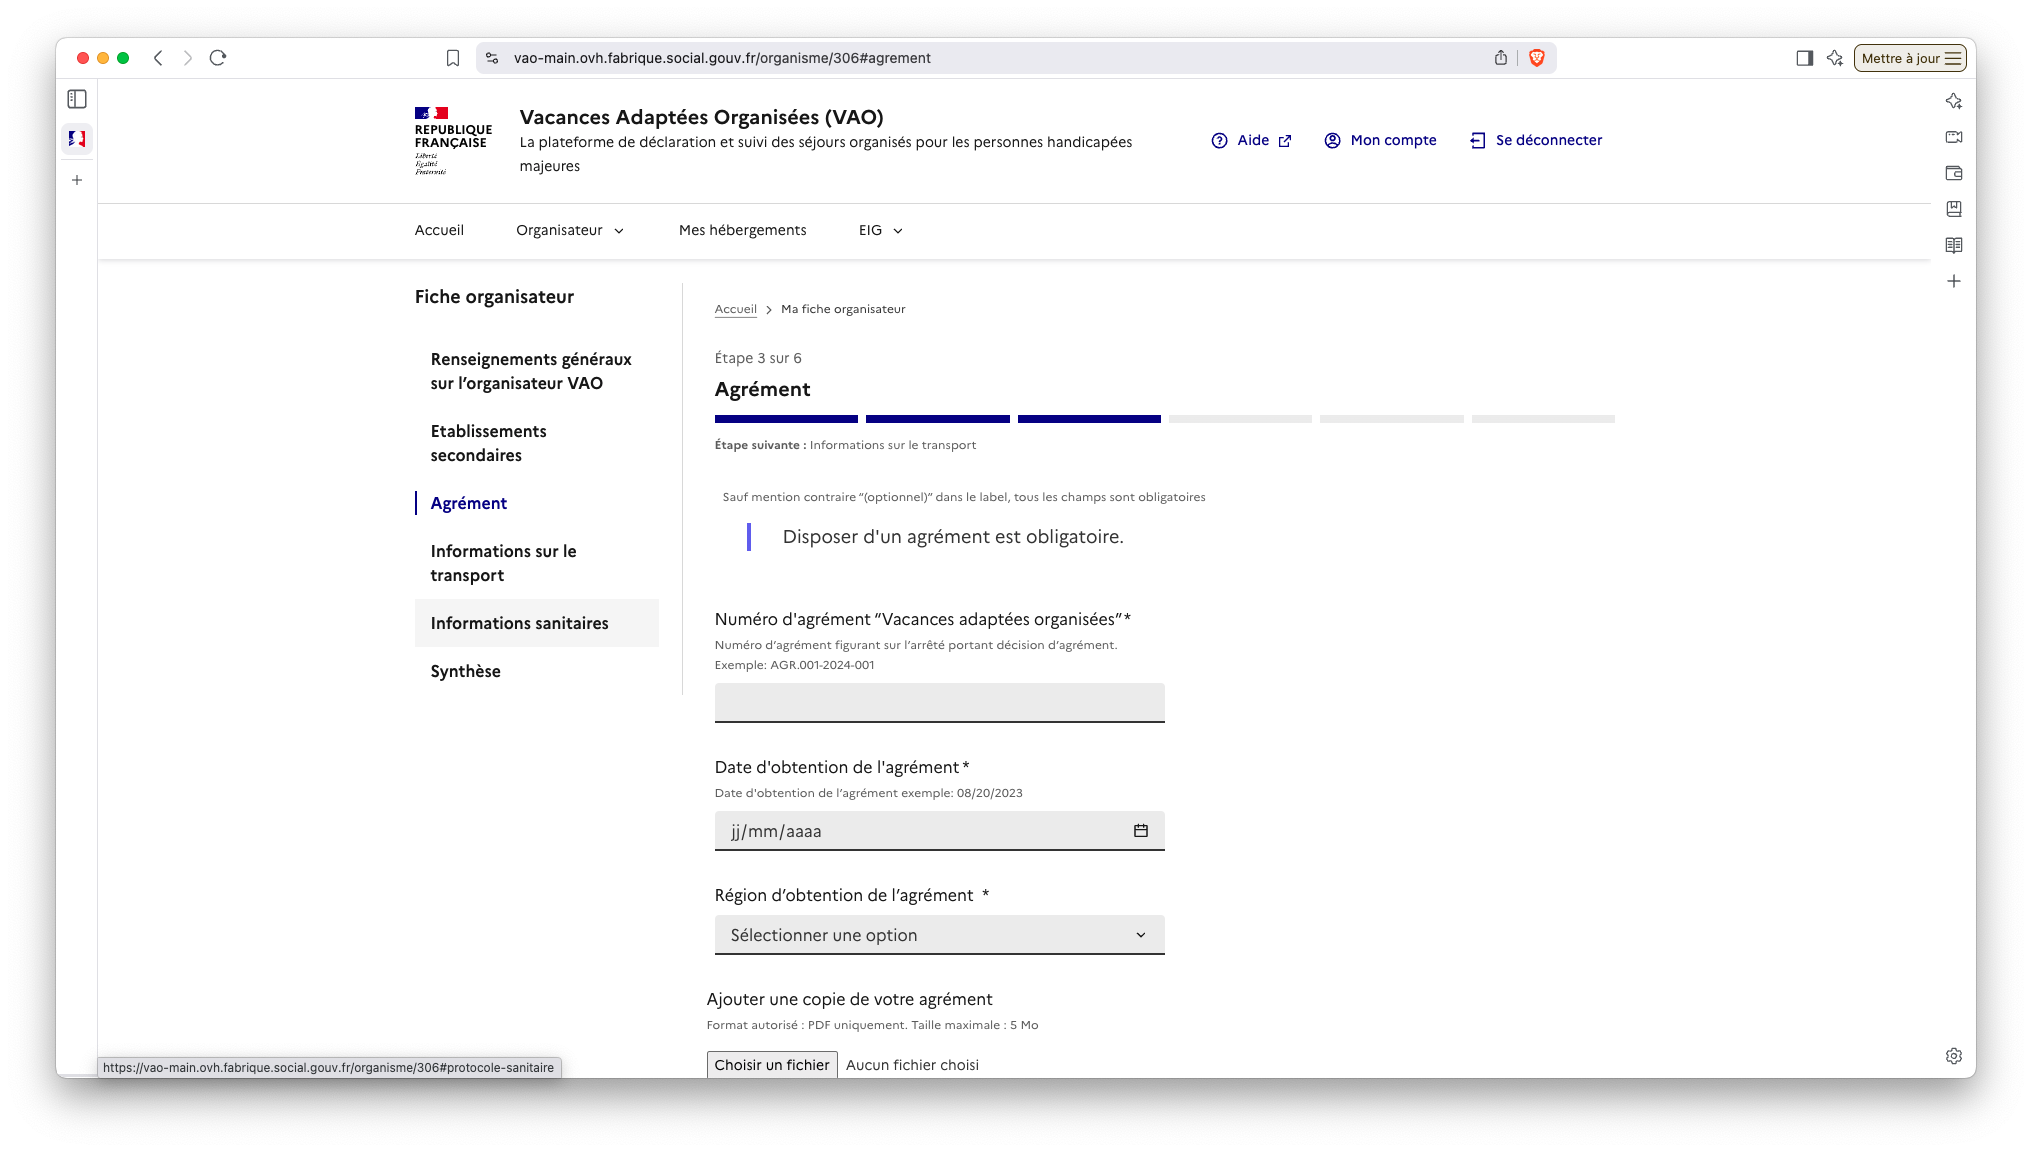 vao-main.ovh.fabrique.social.gouv.fr/organisme/306#agrement
Mettre à jour
REPUBLIQUE
FRANÇAISE
Liberté
Égalité
Fraternité
Vacances Adaptées Organisées (VAO)
La plateforme de déclaration et suivi des séjours organisés pour les personnes handicapées
majeures
Aide
Mon compte
Se déconnecter
Accueil
Organisateur
Mes hébergements
EIG
Fiche organisateur
Renseignements généraux
sur l’organisateur VAO
Etablissements
secondaires
Agrément
Informations sur le
transport
Informations sanitaires
Synthèse
Accueil
Ma fiche organisateur
Étape 3 sur 6
Agrément
Étape suivante : Informations sur le transport
Sauf mention contraire “(optionnel)” dans le label, tous les champs sont obligatoires
Disposer d'un agrément est obligatoire.
Numéro d'agrément “Vacances adaptées organisées”*
Numéro d’agrément figurant sur l’arrêté portant décision d’agrément.
Exemple: AGR.001-2024-001
Date d'obtention de l'agrément*
Date d'obtention de l’agrément exemple: 08/20/2023
jj/mm/aaaa
Région d’obtention de l’agrément *
Sélectionner une option
Ajouter une copie de votre agrément
Format autorisé : PDF uniquement. Taille maximale : 5 Mo
Choisir un fichier Aucun fichier choisi
https://vao-main.ovh.fabrique.social.gouv.fr/organisme/306#protocole-sanitaire